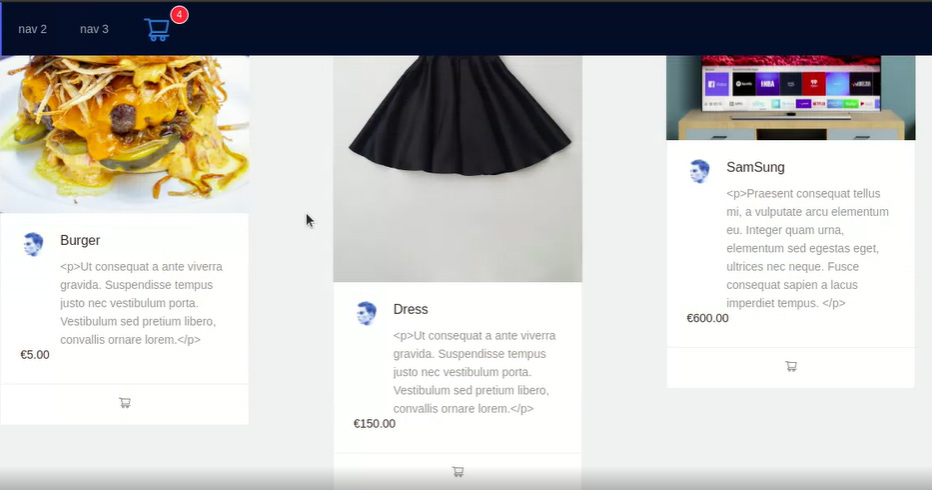 nav 2
nav 3
4
Burger
<p>Ut consequat a ante viverra
gravida. Suspendisse tempus
justo nec vestibulum porta.
Vestibulum sed pretium libero,
convallis ornare lorem.</p>
€5.00
Dress
<p>Ut consequat a ante viverra
gravida. Suspendisse tempus
justo nec vestibulum porta.
Vestibulum sed pretium libero,
convallis ornare lorem.</p>
€150.00
SamSung
<p>Praesent consequat tellus
mi, a vulputate arcu elementum
eu. Integer quam urna,
elementum sed egestas eget,
ultrices nec neque. Fusce
consequat sapien a lacus
imperdiet tempus. </p>
€600.00